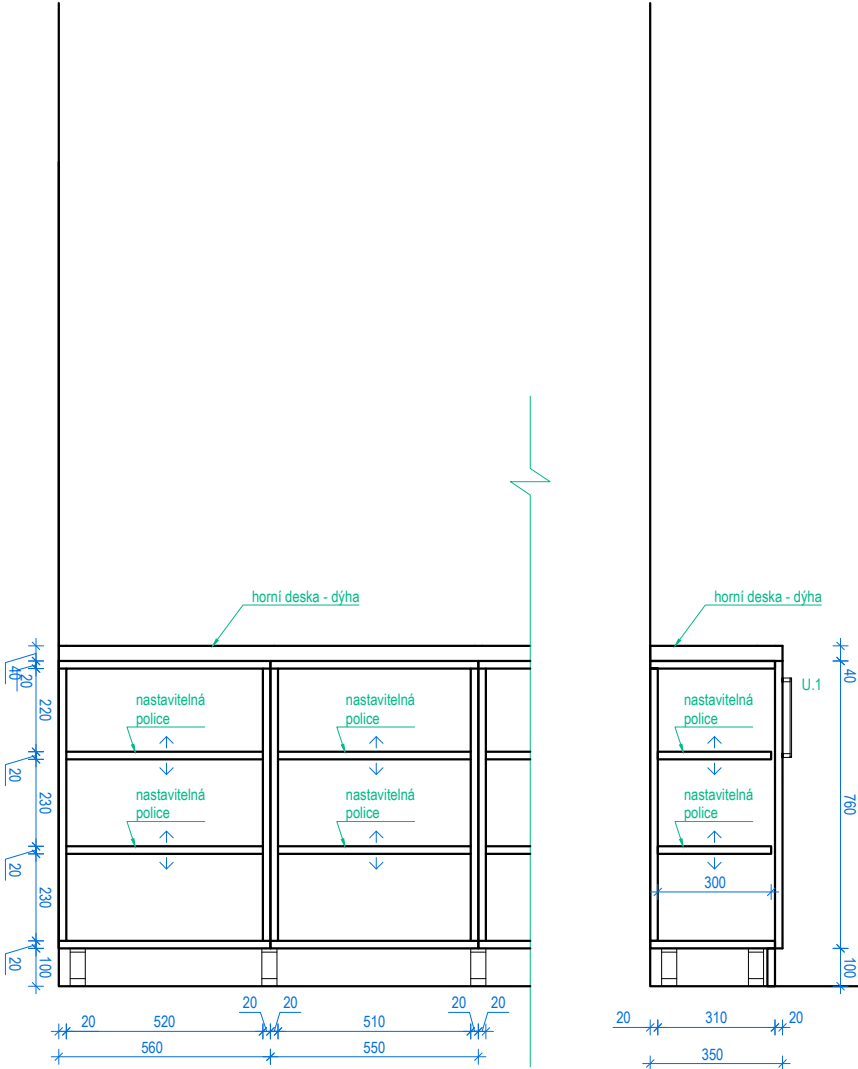 horní deska - dýha
horní deska - dýha
40
20
220
20
230
20
230
20
100
nastavitelná
police
nastavitelná
police
nastavitelná
police
nastavitelná
police
nastavitelná
police
nastavitelná
police
U.1
300
40
760
100
20
520
20
20
510
20
20
560
550
20
310
20
350